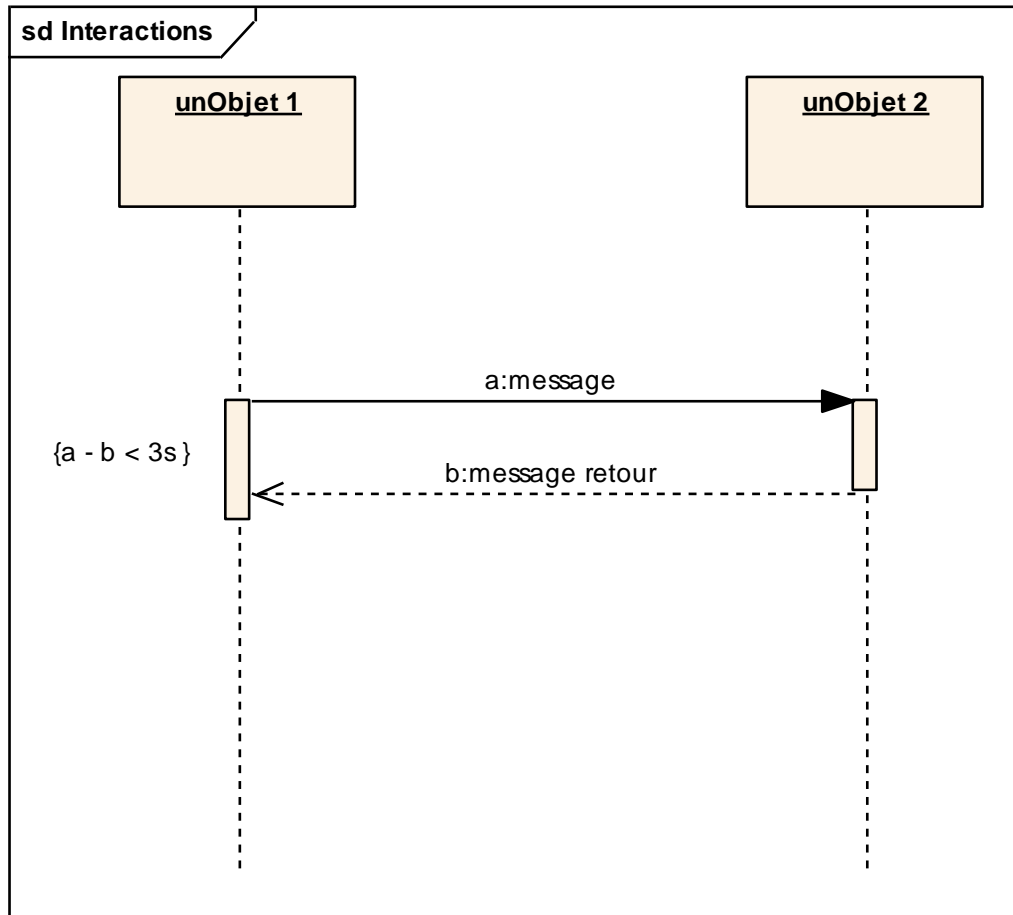 sd Interactions
unObjet 1
unObjet 2
a:message
{a - b < 3s}
b:message retour